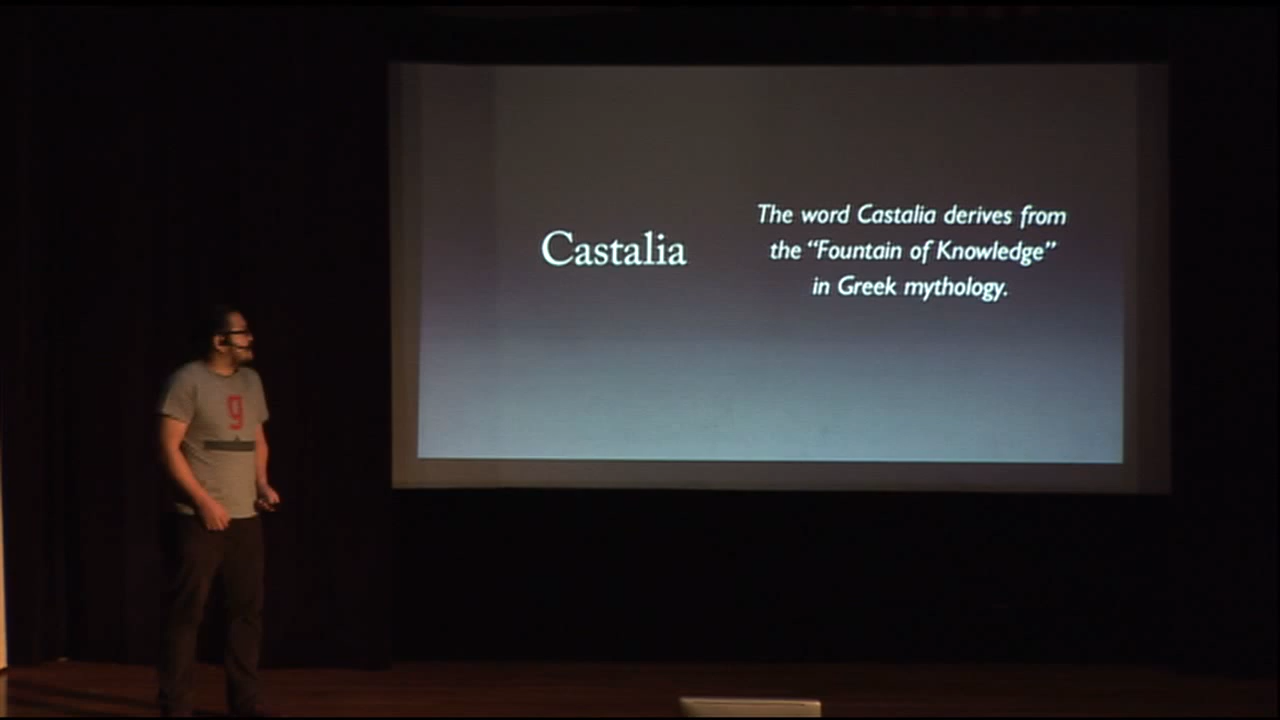 Castalia
The word Castalia derives from
the “Fountain of Knowledge”
in Greek mythology.
g